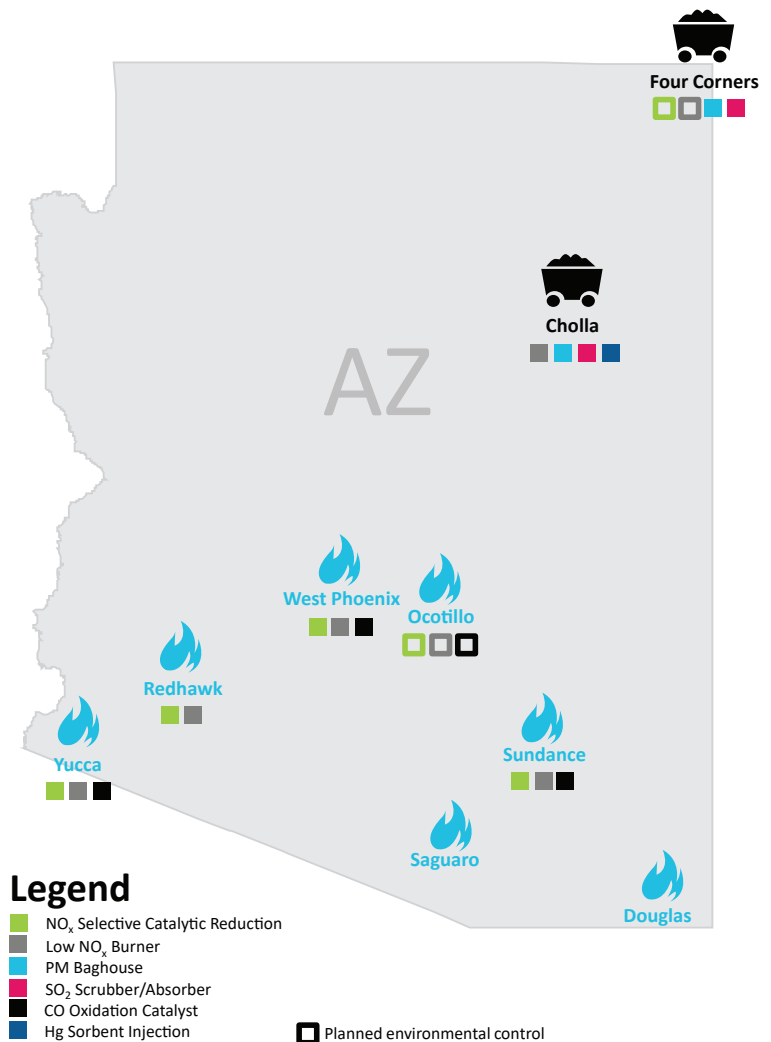 Four Corners
Cholla
AZ
West Phoenix
Ocotillo
Redhawk
Yucca
Sundance
Saguaro
Douglas
Legend
NOx Selective Catalytic Reduction
Low NOx Burner
PM Baghouse
SO2 Scrubber/Absorber
CO Oxidation Catalyst
Hg Sorbent Injection
Planned environmental control